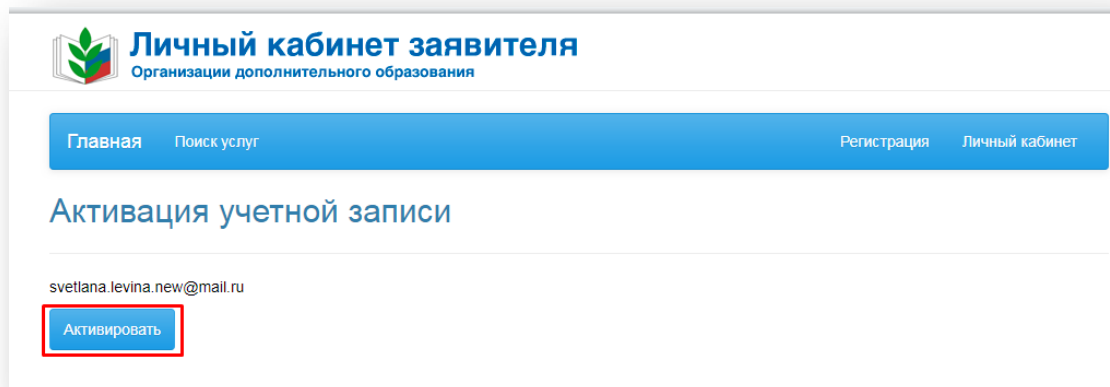 Личный кабинет заявителя
Организации дополнительного образования
Главная Поиск услуг Регистрация Личный кабинет
Активация учетной записи
svetlana.levina.new@mail.ru
Активировать